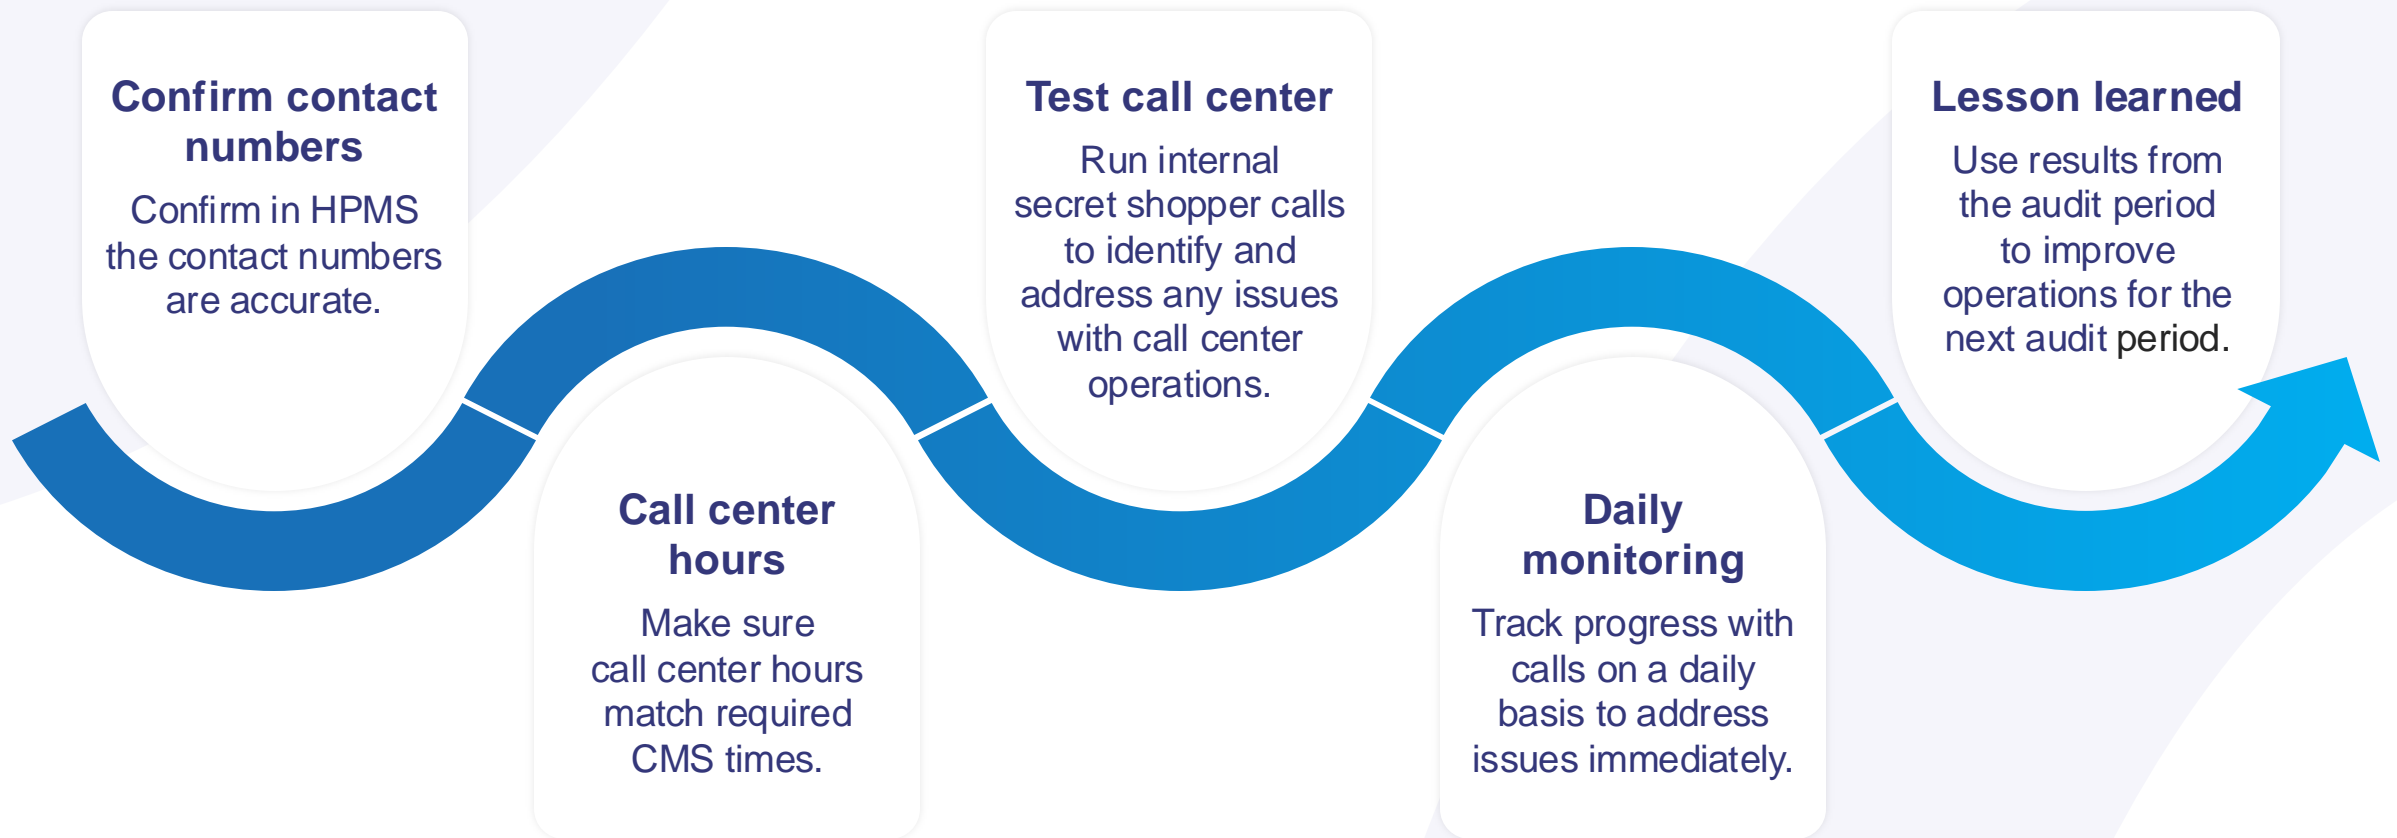 Confirm contact
numbers
Confirm in HPMS
the contact numbers
are accurate.
Call center
hours
Make sure
call center hours
match required
CMS times.
Test call center
Run internal
secret shopper calls
to identify and
address any issues
with call center
operations.
Daily
monitoring
Track progress with
calls on a daily
basis to address
issues immediately.
Lesson learned
Use results from
the audit period
to improve
operations for the
next audit period.